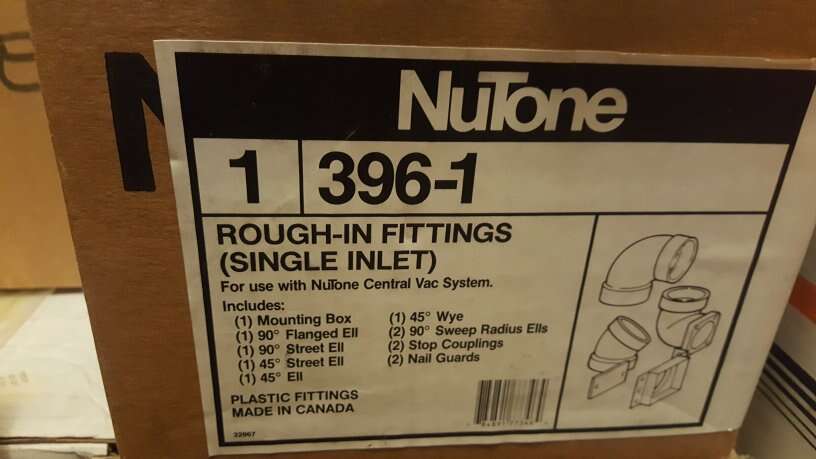 NuTone
1 396-1
ROUGH-IN FITTINGS
(SINGLE INLET)
For use with NuTone Central Vac System.
Includes:
(1) Mounting Box
(1) 90° Flanged Ell
(1) 90° Street Ell
(1) 45° Street Ell
(1) 45° Ell
(1) 45° Wye
(2) 90° Sweep Radius Ells
(2) Stop Couplings
(2) Nail Guards
PLASTIC FITTINGS
MADE IN CANADA